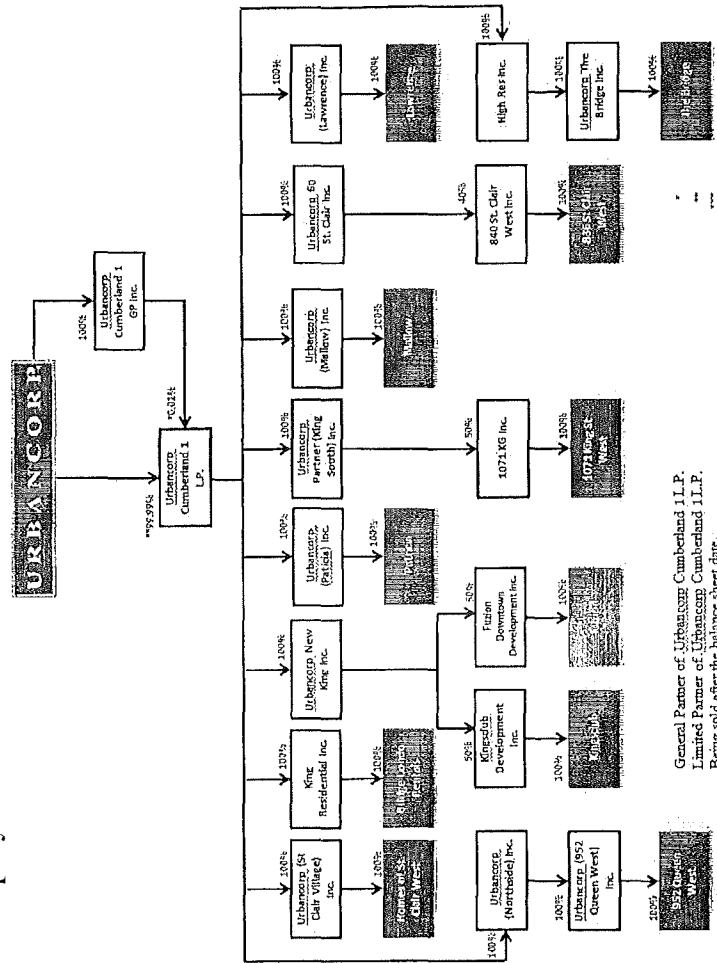 URBANCORP
100%
Urbancorp
Cumberland 1
GP Inc.
**99.99%
*0.01%
Urbancorp
Cumberland 1
L.P.
100%
Urbancorp (St
Clair Village)
Inc.
100%
Homes of St.
Clair West
100%
King
Residential Inc.
100%
100%
Urbancorp New
King Inc.
50%
Kingsclub
Development
Inc.
100%
Kingsclub
50%
Fuzion
Downtown
Development Inc.
100%
100%
Urbancorp
(Patricia) Inc.
100%
Patricia
100%
Urbancorp
Partner (King
South) Inc.
50%
1071 XG Inc.
100%
1071 King St.
West
100%
Urbancorp
(Mallow) Inc.
100%
Mallow
100%
Urbancorp 60
St. Clair Inc.
40%
840 St. Clair
West Inc.
100%
836 St. Clair
West
100%
Urbancorp
(Lawrence) Inc.
100%
Lawrence
100%
Urbancorp
(Northside) Inc.
100%
Urbancorp (952
Queen West)
Inc.
100%
952 Queen
West
100%
High Res Inc.
100%
Urbancorp The
Bridge Inc.
100%
The Bridge
* General Partner of Urbancorp Cumberland 1 L.P.
** Limited Partner of Urbancorp Cumberland 1 L.P.
*** Being sold after the balance sheet date.